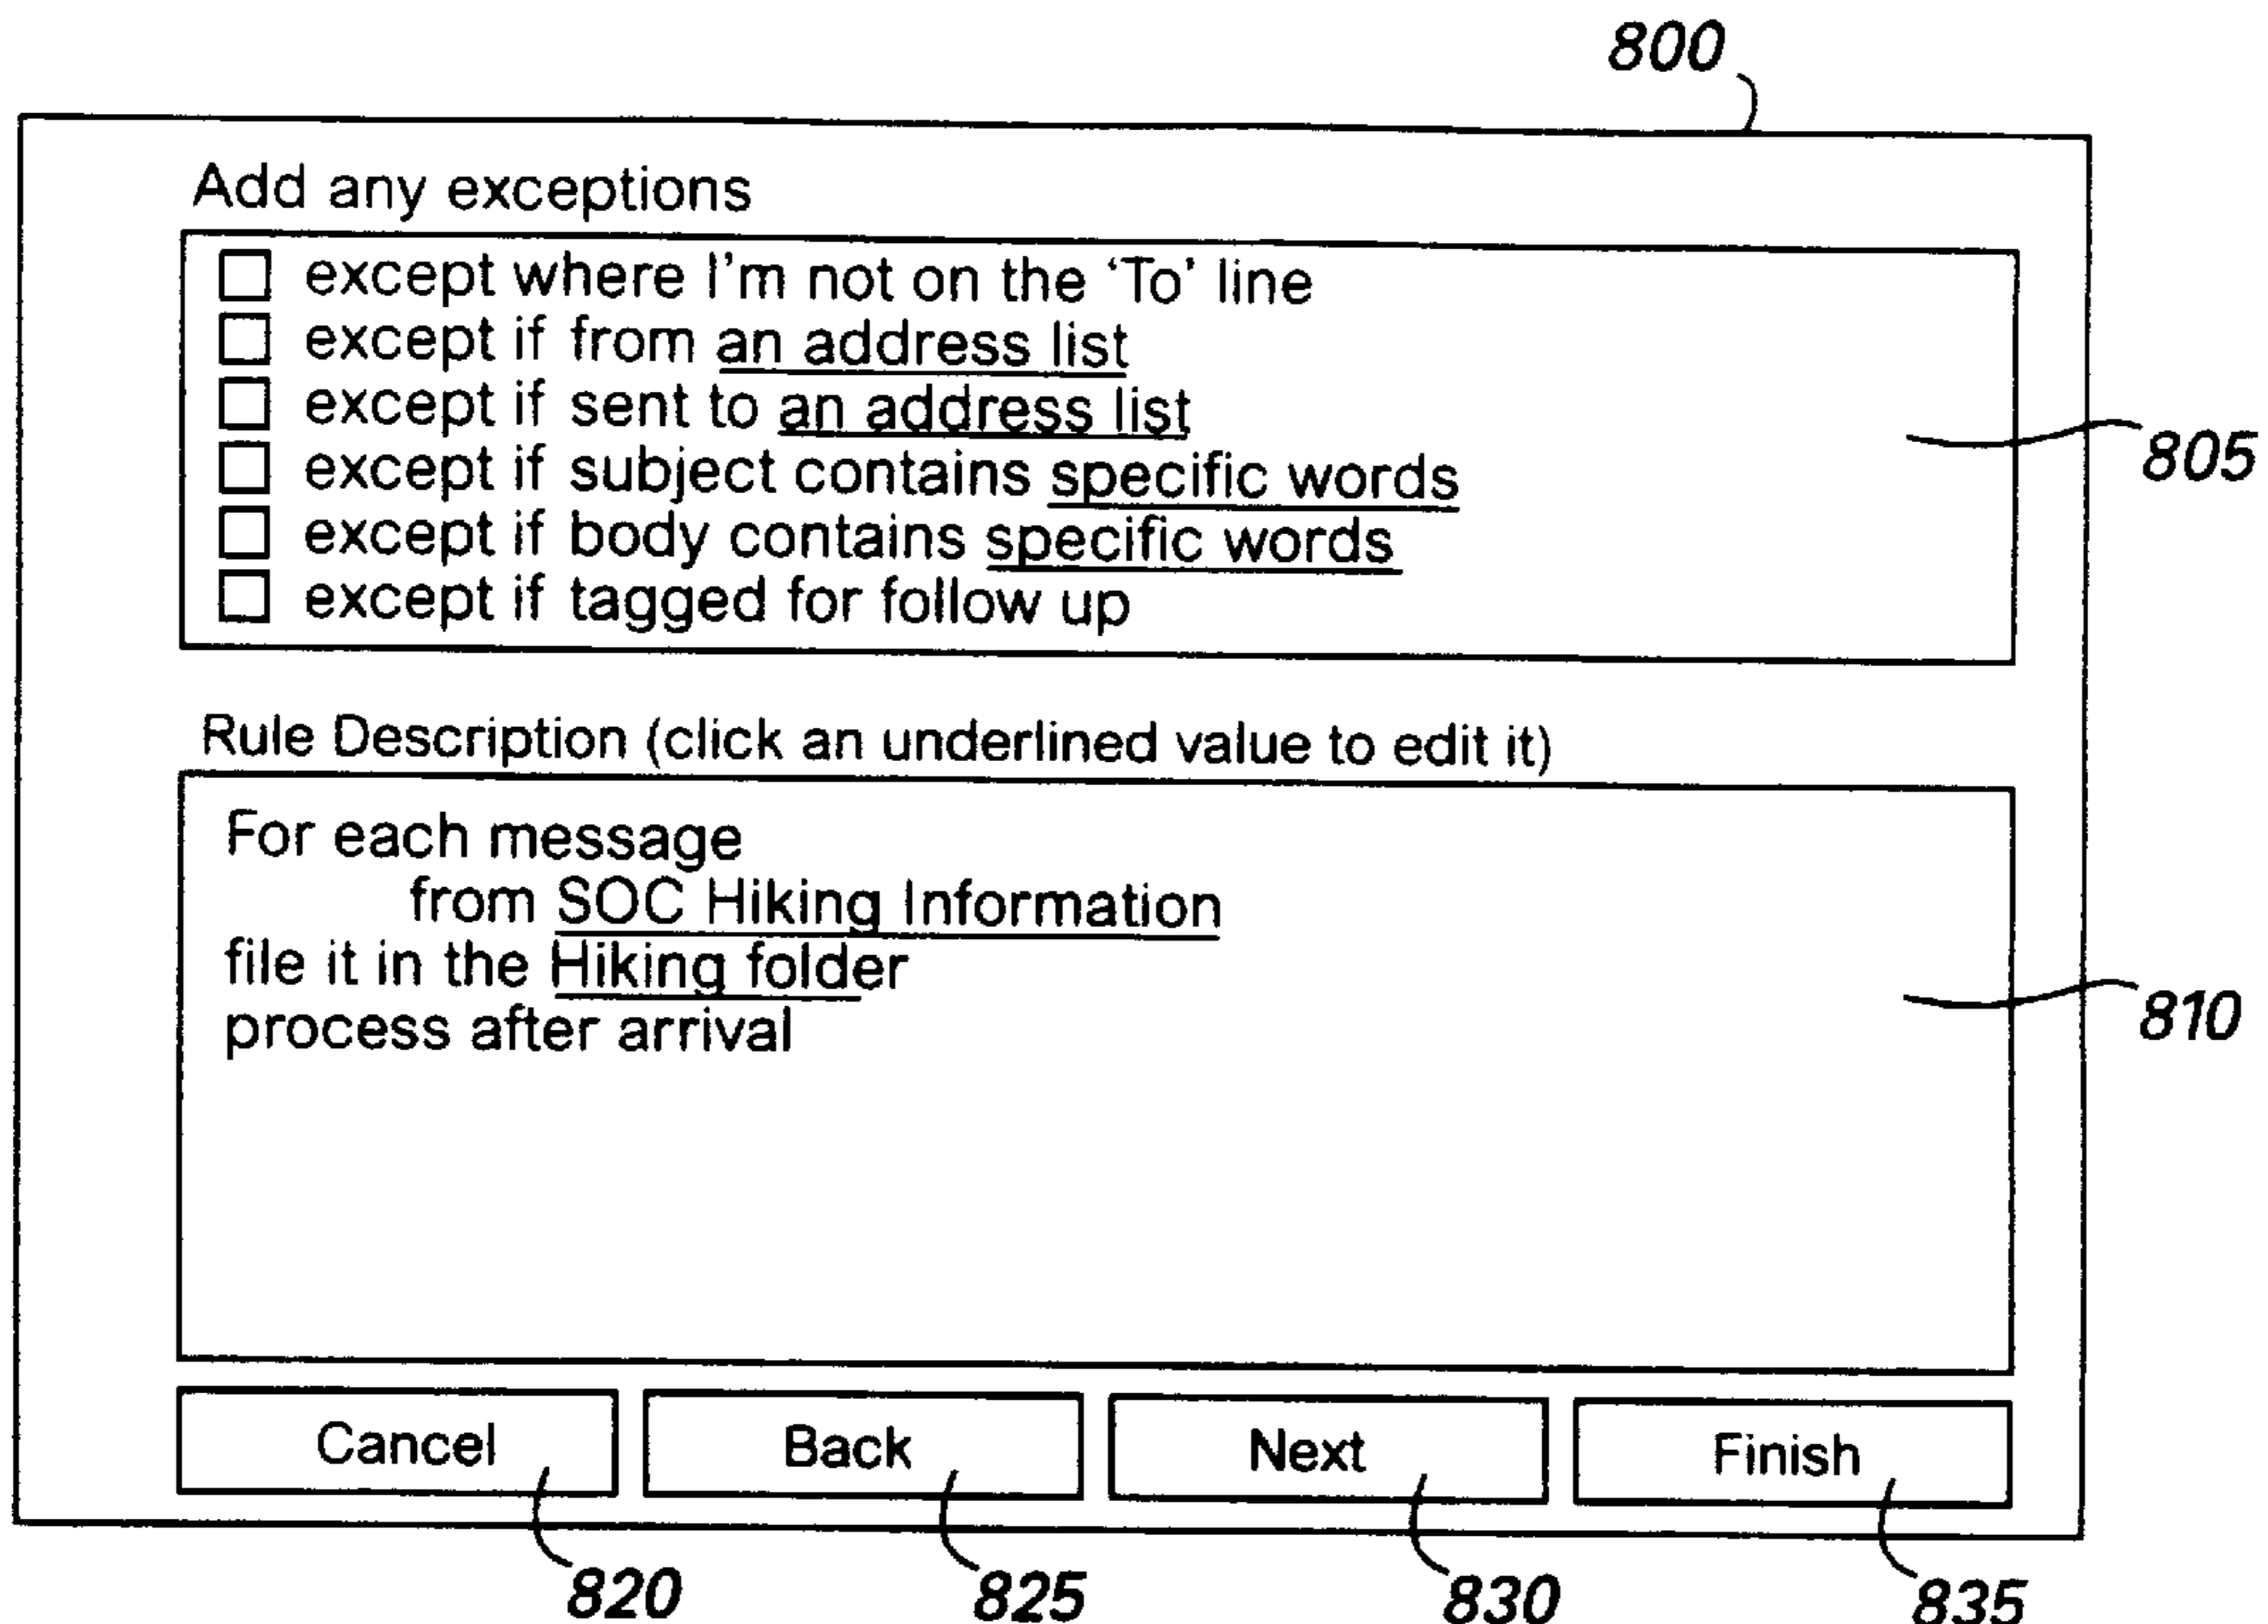 800
Add any exceptions
except where I'm not on the ‘To’ line
except if from an address list
except if sent to an address list
805
except if subject contains specific words
except if body contains specific words
except if tagged for follow up
Rule Description (click an underlined value to edit it)
For each message
from SOC Hiking Information
file it in the Hiking folder
810
process after arrival
Cancel Back Next Finish
820 825 830 835